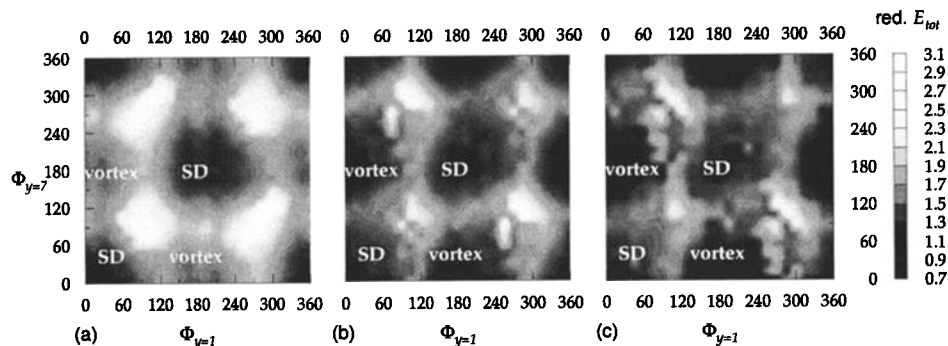 red. E_tot
0 120 240 360 0 120 240 360 0 120 240 360
60 180 300 60 180 300 60 180 300
360 360 3.1
2.9
300 300 2.7
2.5
240 240 2.3
2.1
180 180 1.9
1.7
120 120 1.5
1.3
60 60 1.1
0.9
0 0 0.7
Φ_y=7
vortex SD vortex SD vortex SD
SD vortex SD vortex SD vortex
0 120 240 360 0 120 240 360 0 120 240 360
60 180 300 60 180 300 60 180 300
(a) Φ_y=1 (b) Φ_y=1 (c) Φ_y=1